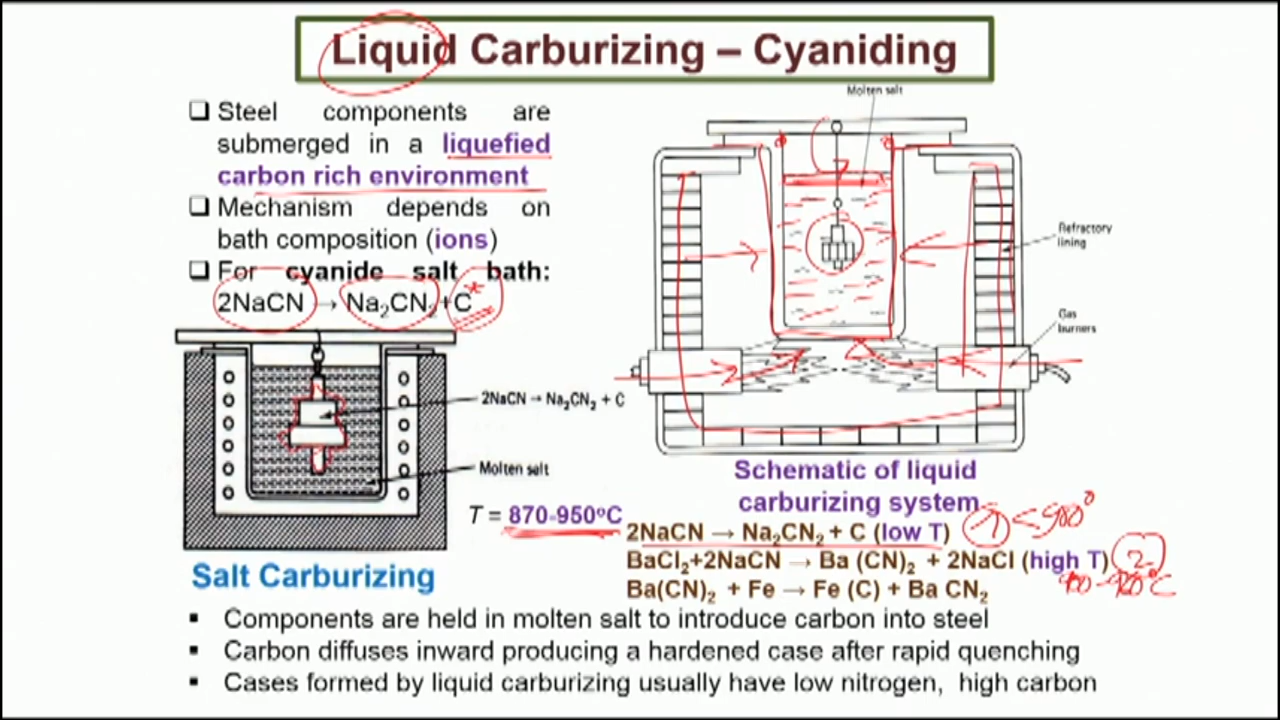 Liquid Carburizing – Cyaniding
❑ Steel components are
submerged in a liquefied
carbon rich environment
❑ Mechanism depends on
bath composition (ions)
❑ For cyanide salt bath:
2NaCN → Na₂CN₂+C*
2NaCN → Na₂CN₂ + C
Molten salt
T = 870-950ºC
Salt Carburizing
Molten salt
Refractory
lining
Gas
burners
Schematic of liquid
carburizing system
2NaCN → Na₂CN₂ + C (low T) 1 < 900°
BaCl₂+2NaCN → Ba (CN)₂ + 2NaCl (high T) 2
Ba(CN)₂ + Fe → Fe (C) + Ba CN₂
▪ Components are held in molten salt to introduce carbon into steel
▪ Carbon diffuses inward producing a hardened case after rapid quenching
▪ Cases formed by liquid carburizing usually have low nitrogen, high carbon